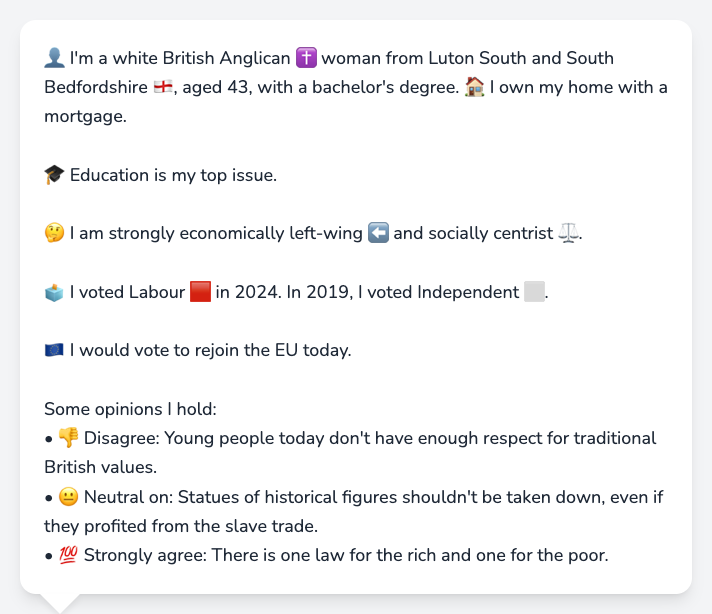 👤 I'm a white British Anglican ✝️ woman from Luton South and South
Bedfordshire 🏴󠁧󠁢󠁥󠁮󠁧󠁿, aged 43, with a bachelor's degree. 🏠 I own my home with a
mortgage.
🎓 Education is my top issue.
🤔 I am strongly economically left-wing ⬅️ and socially centrist ⚖️.
🗳️ I voted Labour 🟥 in 2024. In 2019, I voted Independent ⬜.
🇪🇺 I would vote to rejoin the EU today.
Some opinions I hold:
• 👎 Disagree: Young people today don't have enough respect for traditional
British values.
• 😐 Neutral on: Statues of historical figures shouldn't be taken down, even if
they profited from the slave trade.
• 💯 Strongly agree: There is one law for the rich and one for the poor.